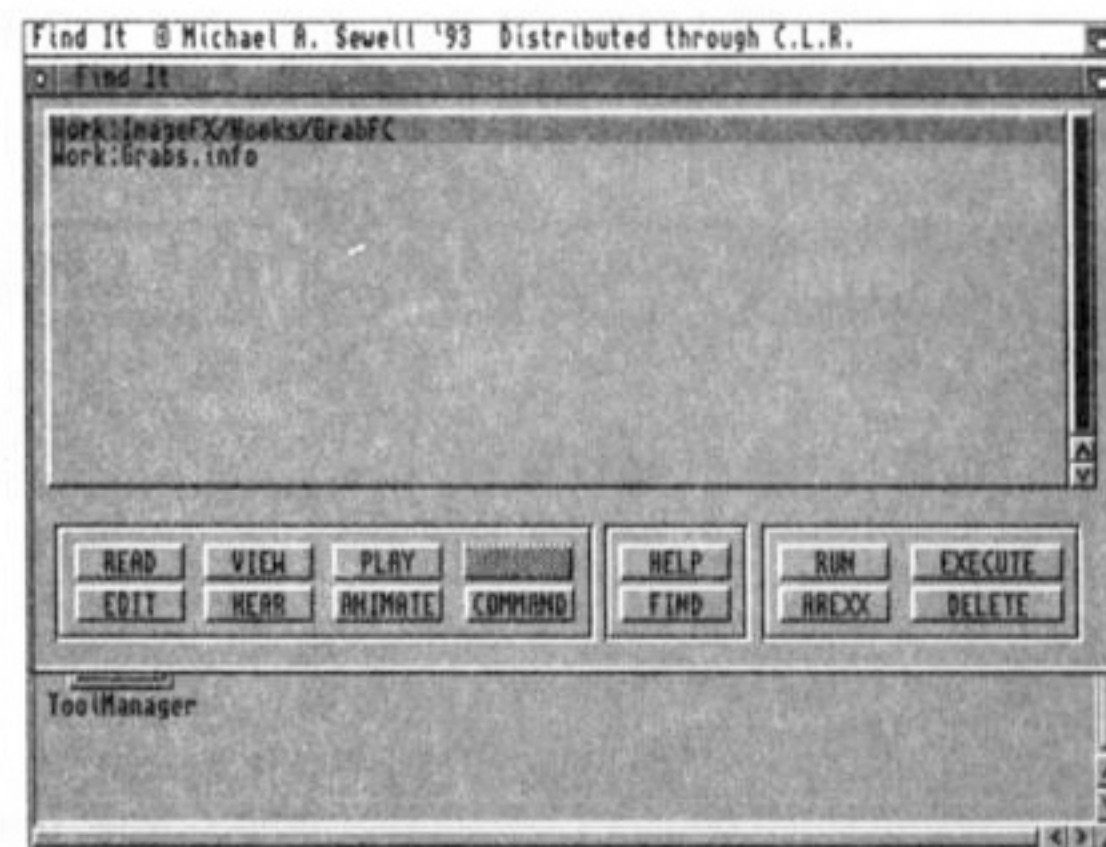 Find It © Michael A. Sewell '93 Distributed through C.L.R.
Find It
Work:ImageFX/Hooks/GrabFC
Work:Grabs.info
READ VIEW PLAY HELP RUN EXECUTE
EDIT HEAR ANIMATE COMMAND FIND AREXX DELETE
ToolManager